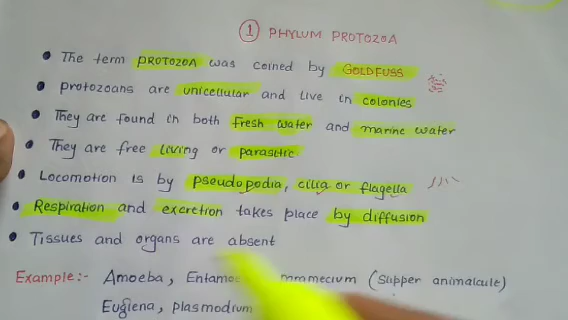 ① PHYLUM PROTOZOA
• The term PROTOZOA was coined by GOLDFUSS
• Protozoans are unicellular and live in colonies
• They are found in both fresh water and marine water
• They are free living or parasitic
• Locomotion is by pseudopodia, cilia or flagella
• Respiration and excretion takes place by diffusion
• Tissues and organs are absent
Example:- Amoeba, (supper animalcule)
Euglena, plasmodium